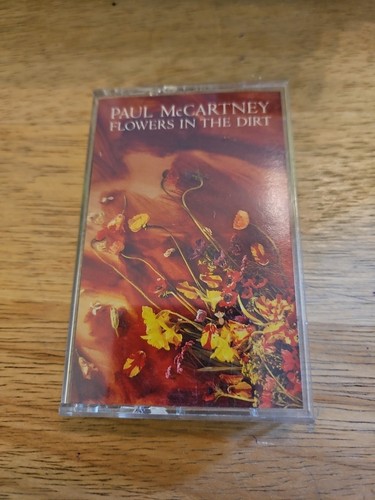 PAUL McCARTNEY
FLOWERS IN THE DIRT